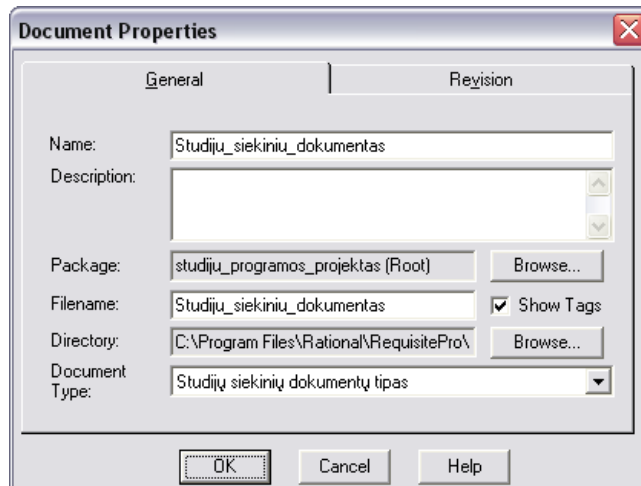 Document Properties
General
Revision
Name:
Studiju_siekiniu_dokumentas
Description:
Package:
studiju_programos_projektas (Root)
Browse...
Filename:
Studiju_siekiniu_dokumentas
Show Tags
Directory:
C:\Program Files\Rational\RequisitePro\
Browse...
Document
Type:
Studijų siekinių dokumentų tipas
OK
Cancel
Help